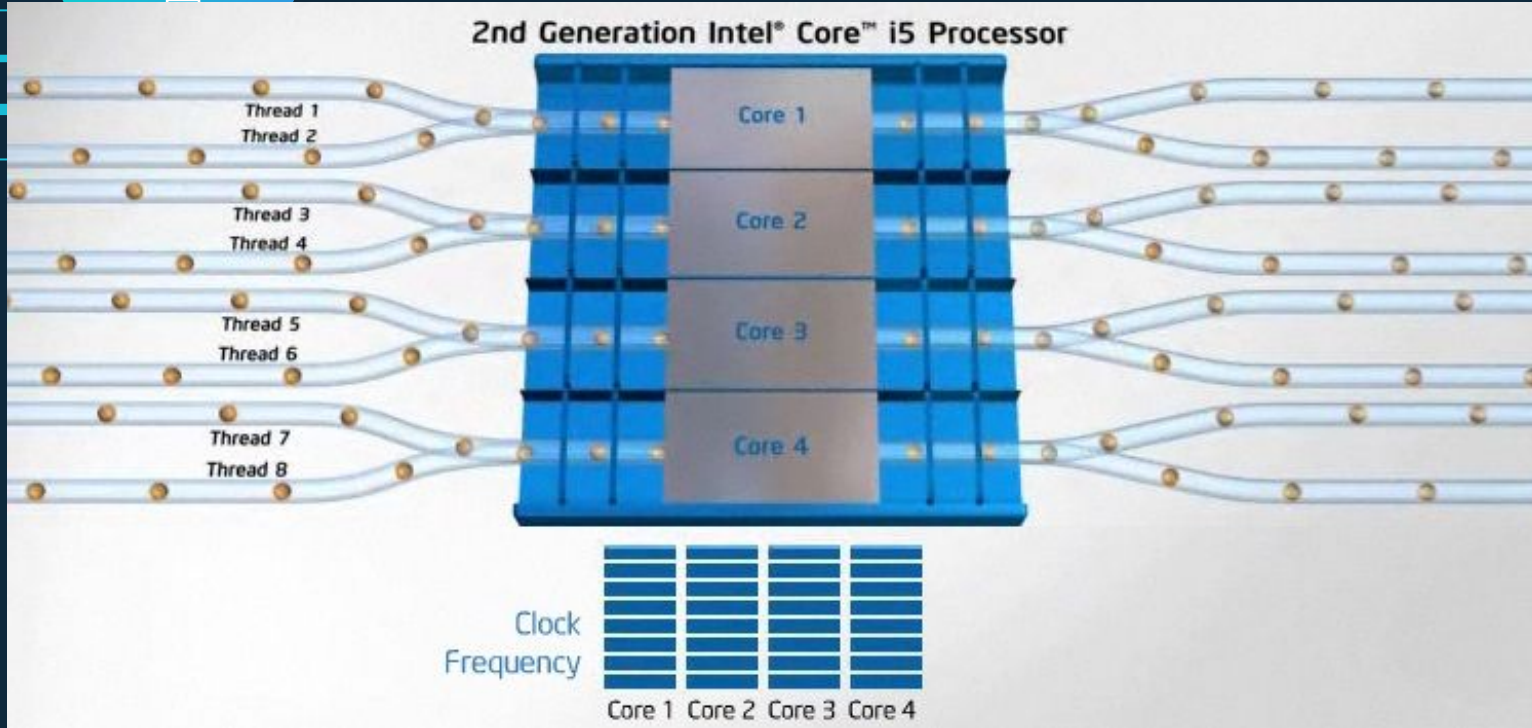 2nd Generation Intel® Core™ i5 Processor
Thread 1
Thread 2
Thread 3
Thread 4
Thread 5
Thread 6
Thread 7
Thread 8
Core 1
Core 2
Core 3
Core 4
Clock
Frequency
Core 1 Core 2 Core 3 Core 4